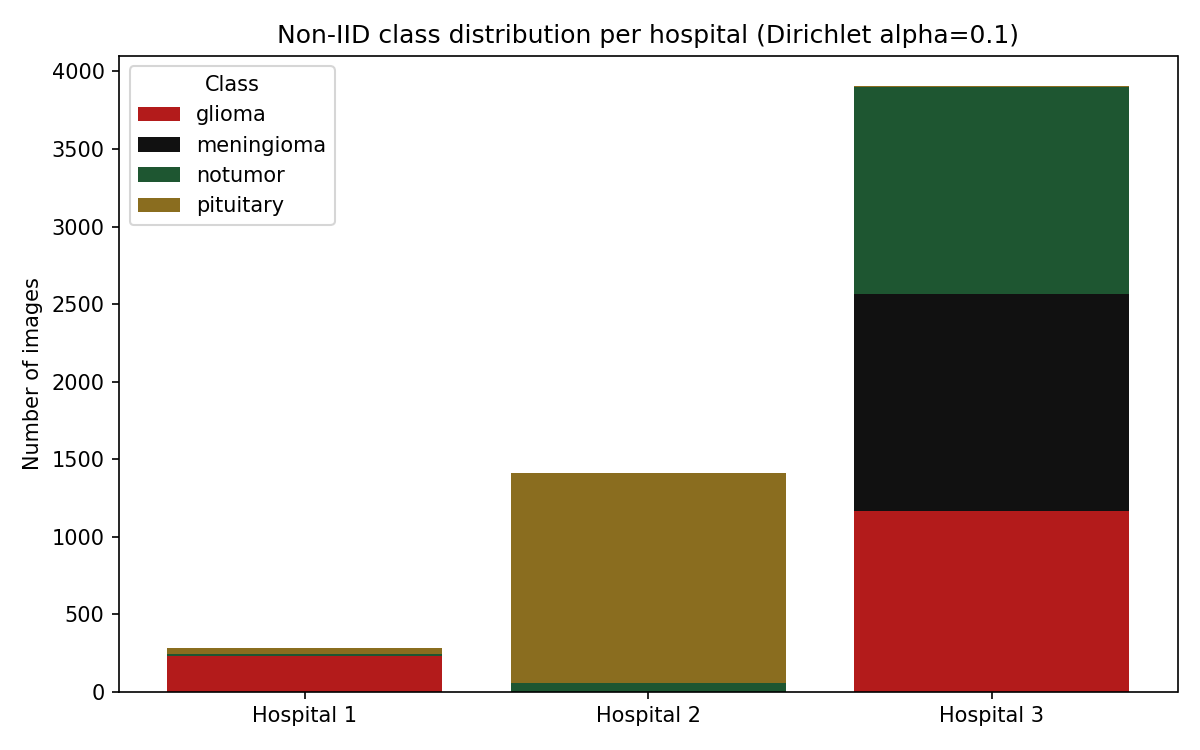 Non-IID class distribution per hospital (Dirichlet alpha=0.1)
Number of images
4000
3500
3000
2500
2000
1500
1000
500
0
Class
glioma
meningioma
notumor
pituitary
Hospital 1
Hospital 2
Hospital 3